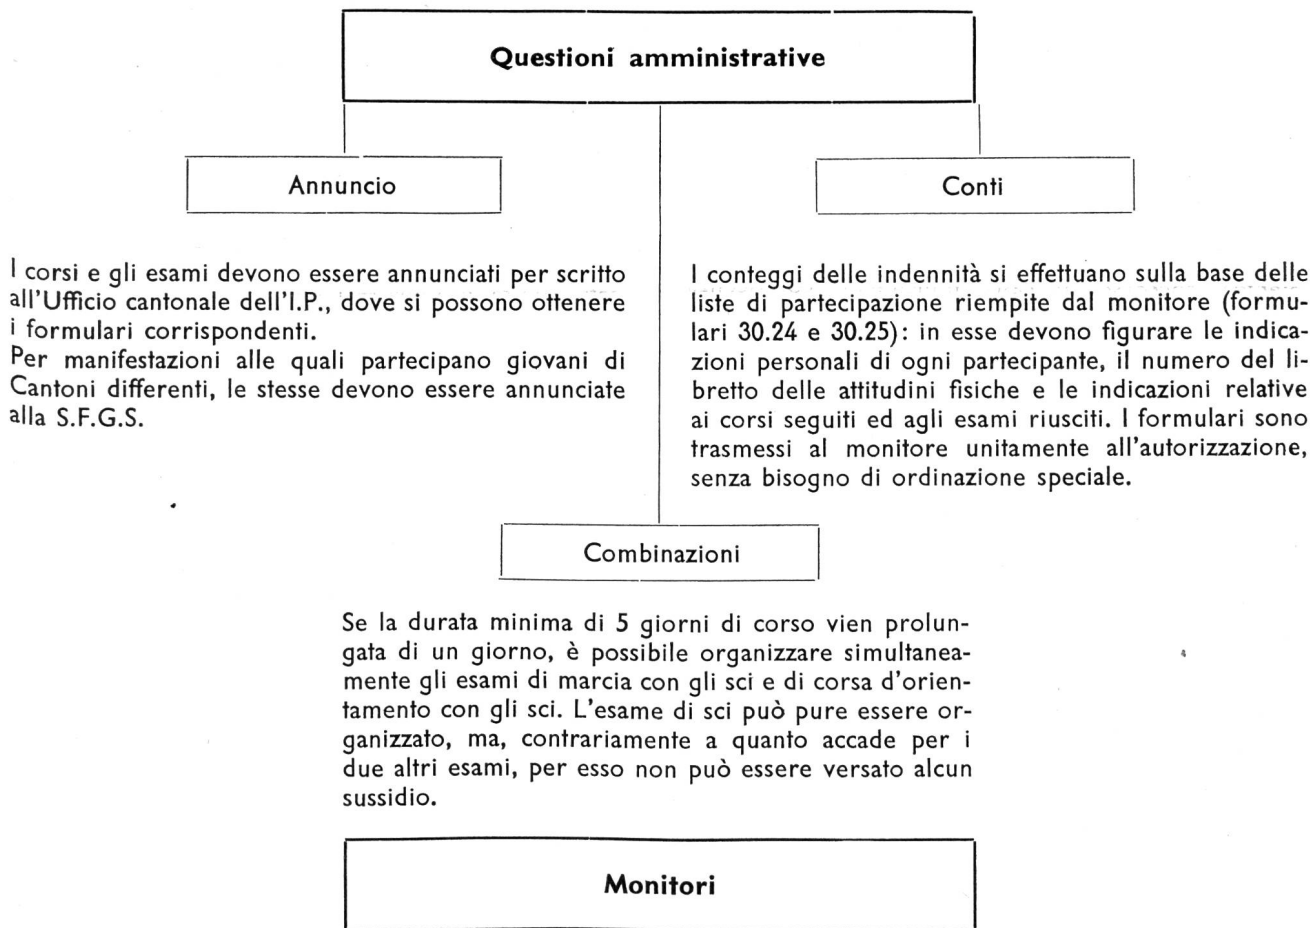 Questioni amministrative
Annuncio
I corsi e gli esami devono essere annunciati per scritto
all'Ufficio cantonale dell'I.P., dove si possono ottenere
i formulari corrispondenti.
Per manifestazioni alle quali partecipano giovani di
Cantoni differenti, le stesse devono essere annunciate
alla S.F.G.S.
Conti
I conteggi delle indennità si effettuano sulla base delle
liste di partecipazione riempite dal monitore (formu-
lari 30.24 e 30.25): in esse devono figurare le indica-
zioni personali di ogni partecipante, il numero del li-
bretto delle attitudini fisiche e le indicazioni relative
ai corsi seguiti ed agli esami riusciti. I formulari sono
trasmessi al monitore unitamente all'autorizzazione,
senza bisogno di ordinazione speciale.
Combinazioni
Se la durata minima di 5 giorni di corso vien prolun-
gata di un giorno, è possibile organizzare simultanea-
mente gli esami di marcia con gli sci e di corsa d'orien-
tamento con gli sci. L'esame di sci può pure essere or-
ganizzato, ma, contrariamente a quanto accade per i
due altri esami, per esso non può essere versato alcun
sussidio.
Monitori